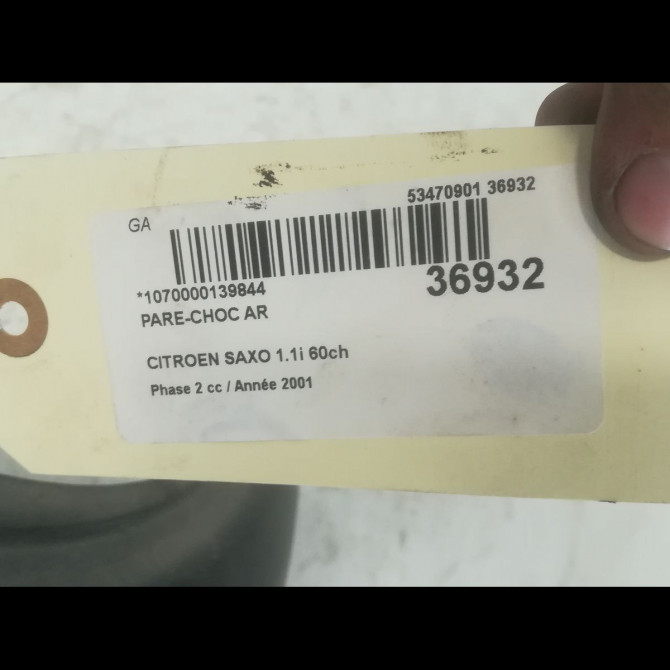 53470901 36932
GA
*1070000139844
36932
PARE-CHOC AR
CITROEN SAXO 1.1i 60ch
Phase 2 cc / Année 2001